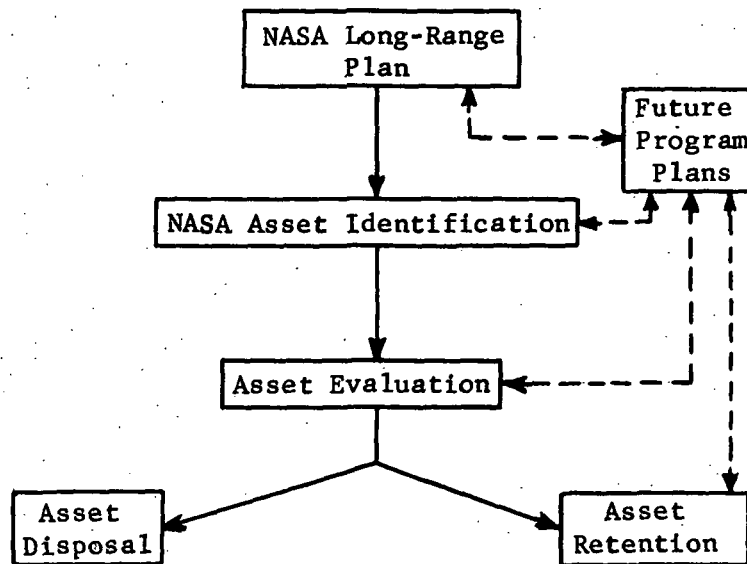 NASA Long-Range
Plan
Future
Program
Plans
NASA Asset Identification
Asset Evaluation
Asset
Disposal
Asset
Retention